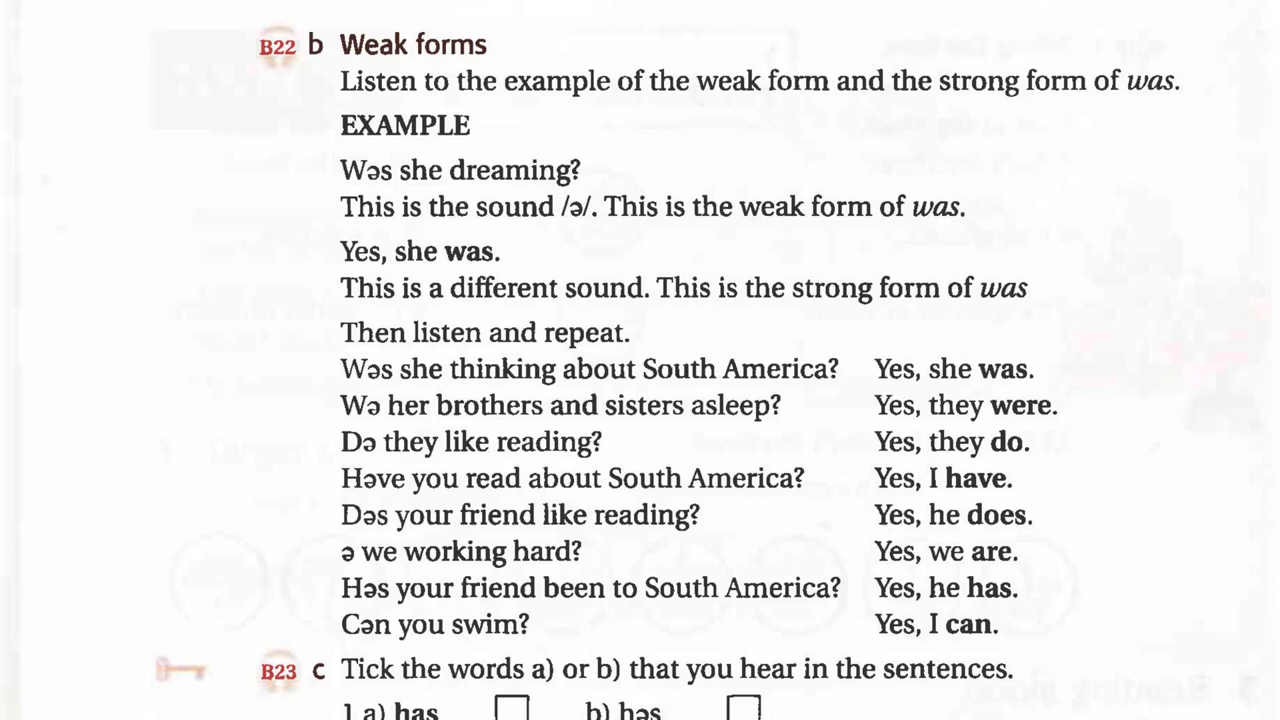 B22 b Weak forms
Listen to the example of the weak form and the strong form of was.
EXAMPLE
Wəs she dreaming?
This is the sound /ə/. This is the weak form of was.
Yes, she was.
This is a different sound. This is the strong form of was
Then listen and repeat.
Wəs she thinking about South America? Yes, she was.
Wə her brothers and sisters asleep? Yes, they were.
Də they like reading? Yes, they do.
Həve you read about South America? Yes, I have.
Dəs your friend like reading? Yes, he does.
ə we working hard? Yes, we are.
Həs your friend been to South America? Yes, he has.
Cən you swim? Yes, I can.
B23 c Tick the words a) or b) that you hear in the sentences.
1 a) has b) həs